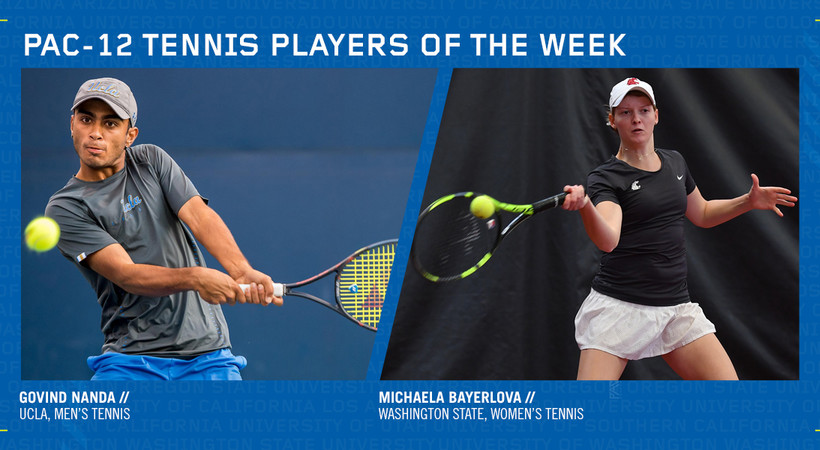 PAC-12 TENNIS PLAYERS OF THE WEEK
GOVIND NANDA //
UCLA, MEN'S TENNIS
MICHAELA BAYERLOVA //
WASHINGTON STATE, WOMEN'S TENNIS